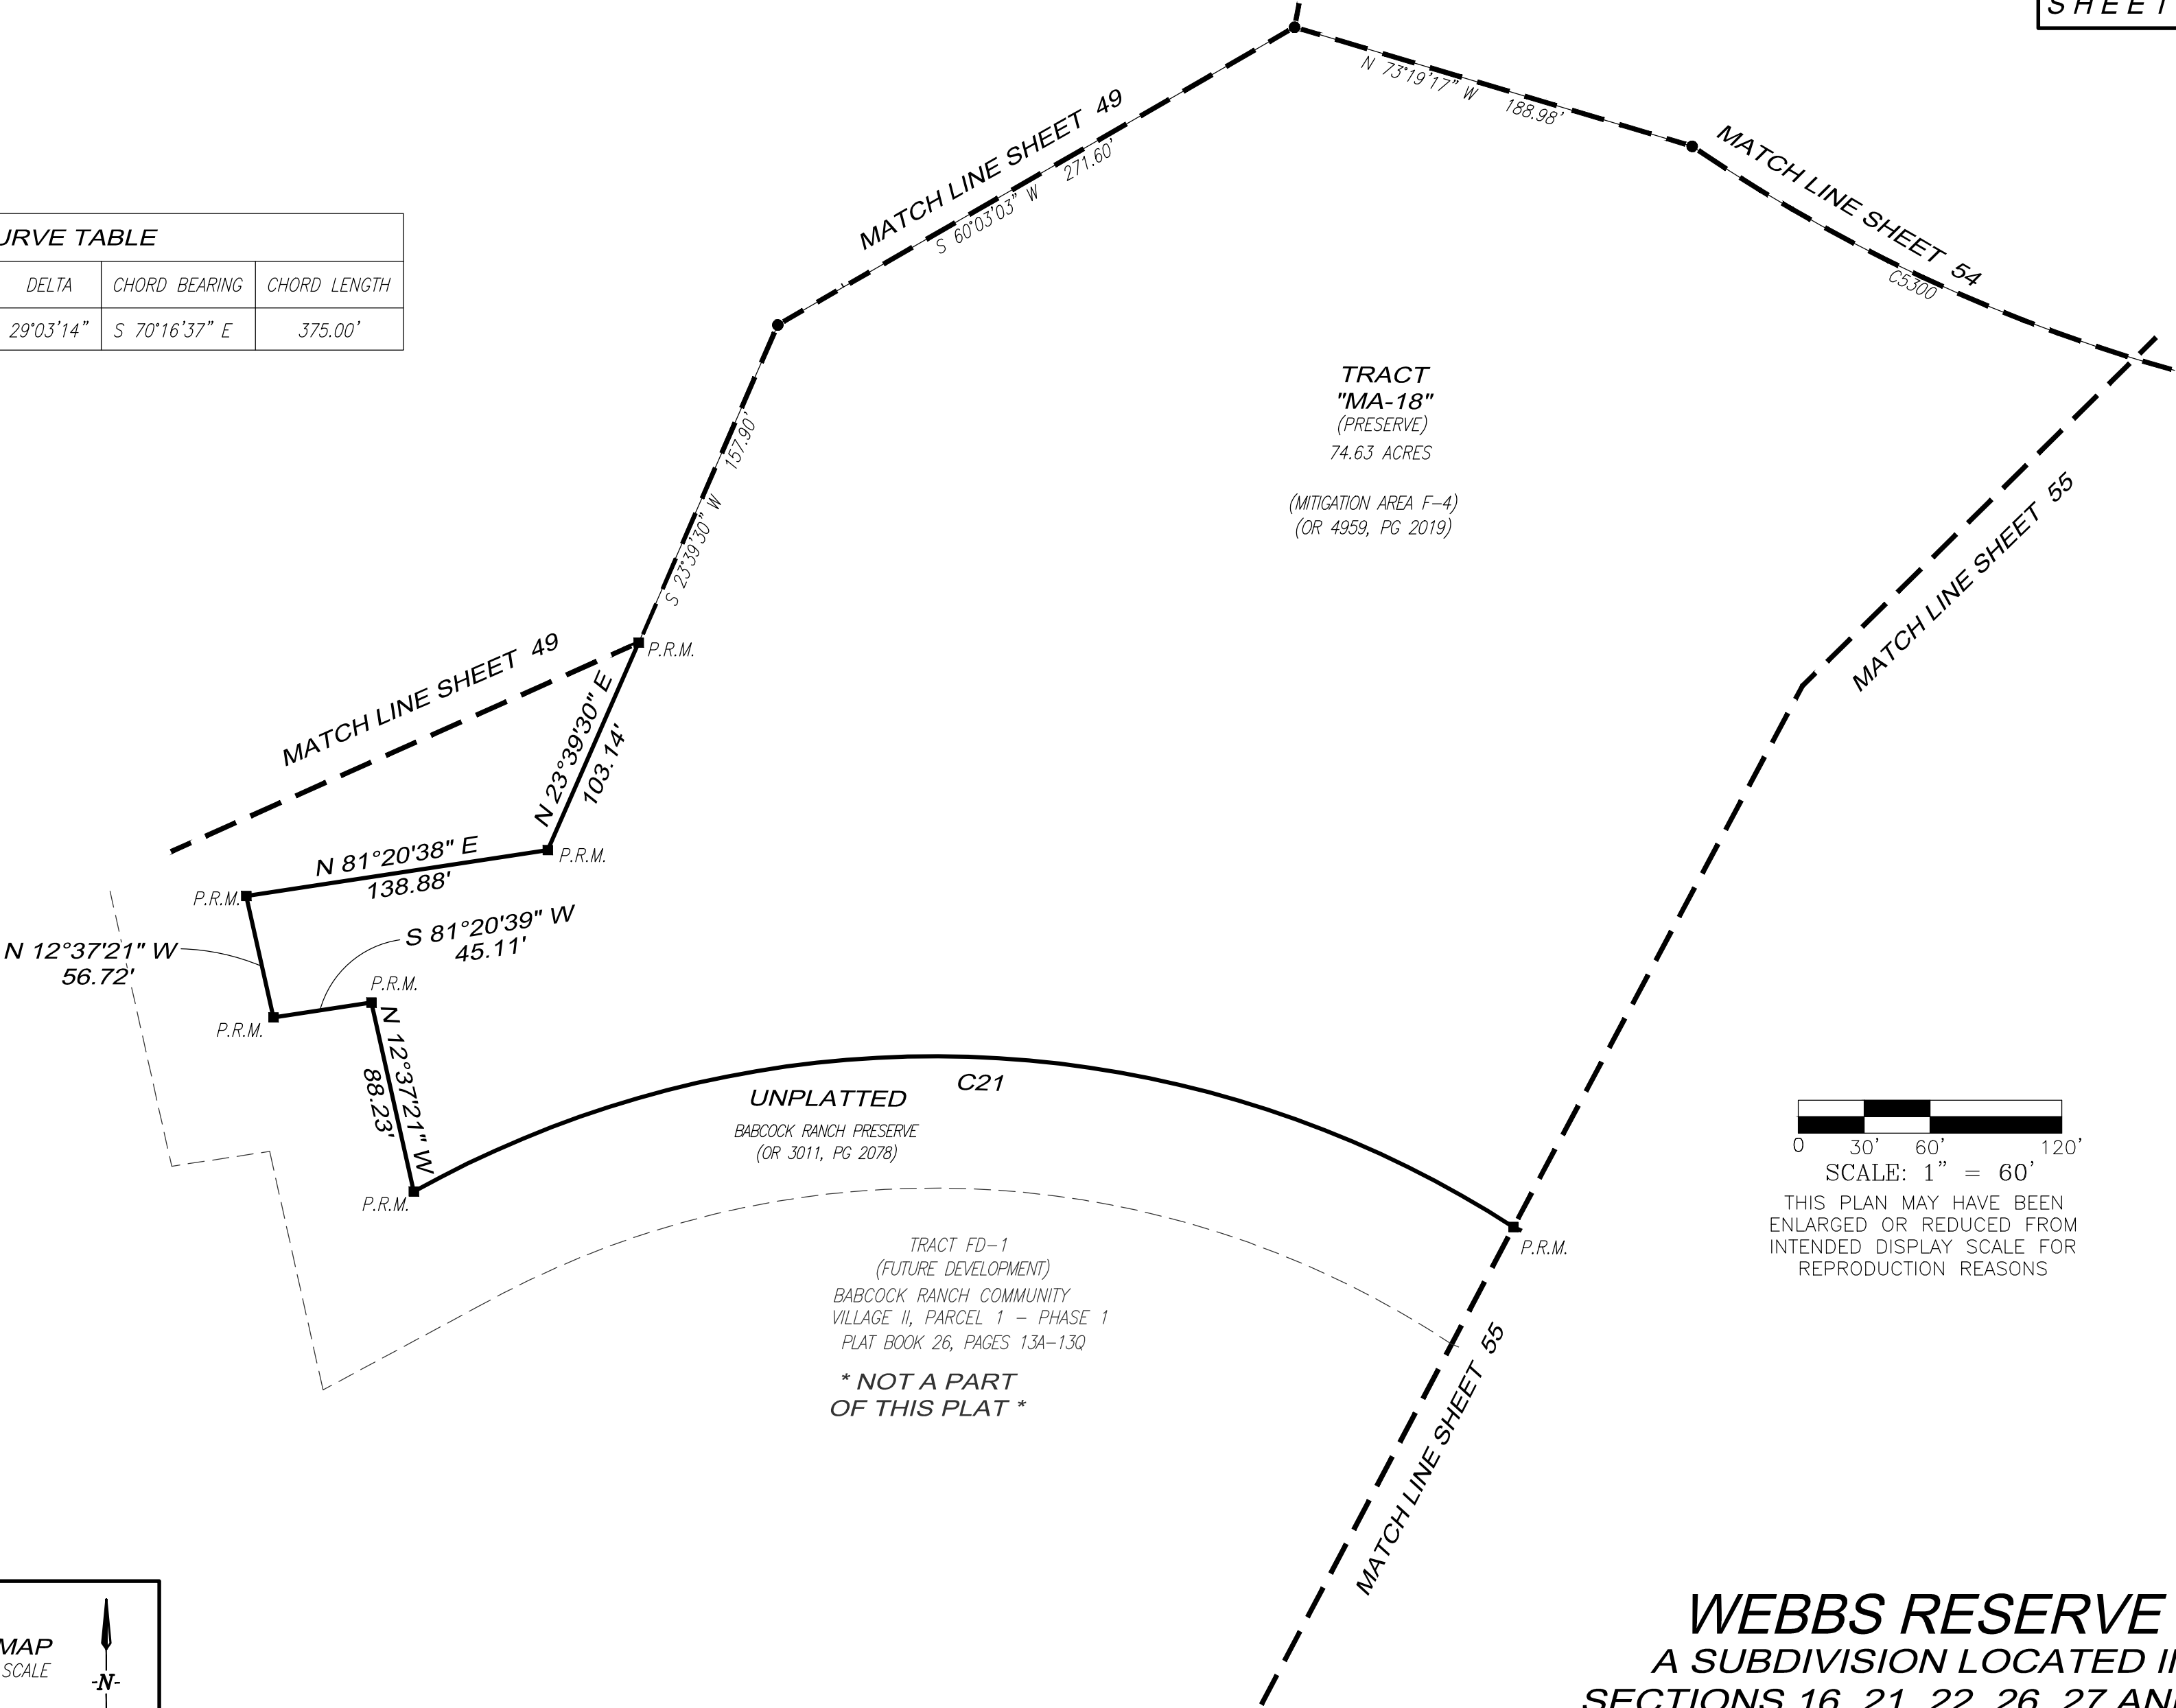 SHEET
N 73°19'17" W 188.98'
MATCH LINE SHEET 49
S 60°03'03" W 271.60'
MATCH LINE SHEET 54
C5300
URVE TABLE
DELTA CHORD BEARING CHORD LENGTH
29°03'14" S 70°16'37" E 375.00'
TRACT
"MA-18"
(PRESERVE)
74.63 ACRES
(MITIGATION AREA F-4)
(OR 4959, PG 2019)
S 23°39'30" W 157.90'
MATCH LINE SHEET 55
MATCH LINE SHEET 49
P.R.M.
N 23°39'30" E
103.14'
P.R.M.
N 81°20'38" E
138.88'
P.R.M.
N 12°37'21" W
56.72'
S 81°20'39" W
45.11'
P.R.M.
P.R.M.
N 12°37'21" W
88.23'
P.R.M.
C21
UNPLATTED
BABCOCK RANCH PRESERVE
(OR 3011, PG 2078)
P.R.M.
TRACT FD-1
(FUTURE DEVELOPMENT)
BABCOCK RANCH COMMUNITY
VILLAGE II, PARCEL 1 - PHASE 1
PLAT BOOK 26, PAGES 13A-13Q
* NOT A PART
OF THIS PLAT *
MATCH LINE SHEET 55
0 30' 60' 120'
SCALE: 1" = 60'
THIS PLAN MAY HAVE BEEN
ENLARGED OR REDUCED FROM
INTENDED DISPLAY SCALE FOR
REPRODUCTION REASONS
MAP
SCALE
-N-
WEBBS RESERVE
A SUBDIVISION LOCATED IN
SECTIONS 16, 21, 22, 26, 27 AND